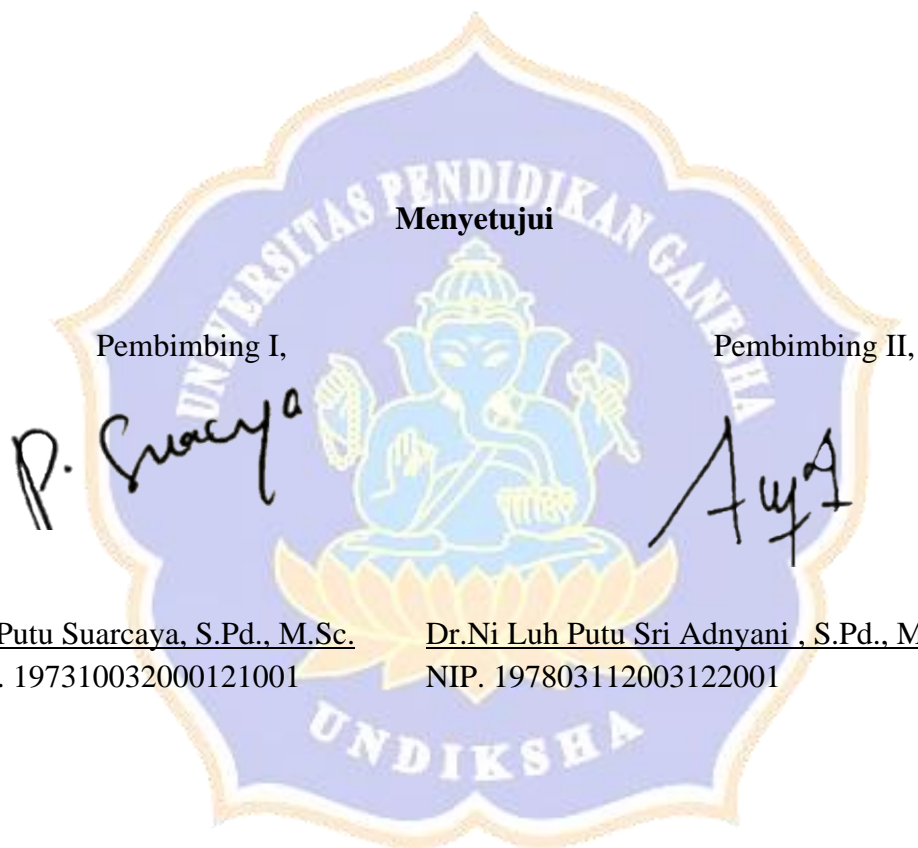 UNIVERSITAS PENDIDIKAN GANESHA
Menyetujui
Pembimbing I, Pembimbing II,
P. Suarcya
Putu Suarcaya, S.Pd., M.Sc. Dr.Ni Luh Putu Sri Adnyani , S.Pd., M
. 197310032000121001 NIP. 197803112003122001
UNDIKSHA